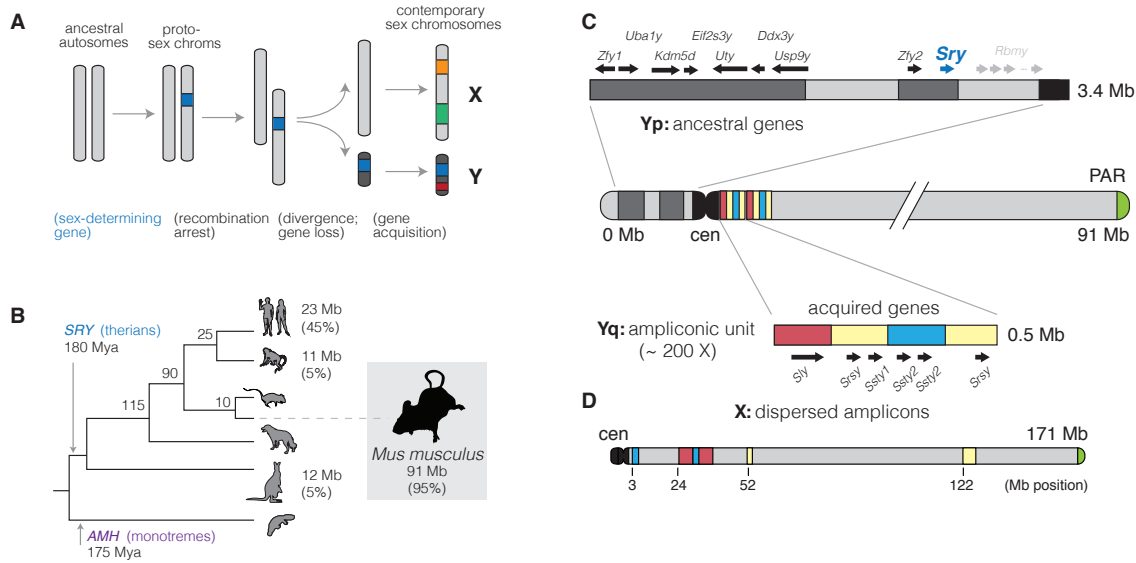 A
ancestral
autosomes
proto-
sex chroms
contemporary
sex chromosomes
X
Y
(sex-determining
gene)
(recombination
arrest)
(divergence;
gene loss)
(gene
acquisition)
B
SRY (therians)
180 Mya
115
90
25
10
23 Mb
(45%)
11 Mb
(5%)
12 Mb
(5%)
Mus musculus
91 Mb
(95%)
AMH (monotremes)
175 Mya
C
Uba1y Eif2s3y Ddx3y
Zfy1 Kdm5d Uty Usp9y Zfy2 Sry Rbmy
3.4 Mb
Yp: ancestral genes
PAR
0 Mb cen 91 Mb
acquired genes
Yq: ampliconic unit
(~ 200 X)
0.5 Mb
Sly Srsy Ssty1 Ssty2 Ssty2 Srsy
D
X: dispersed amplicons
cen 171 Mb
3 24 52 122 (Mb position)